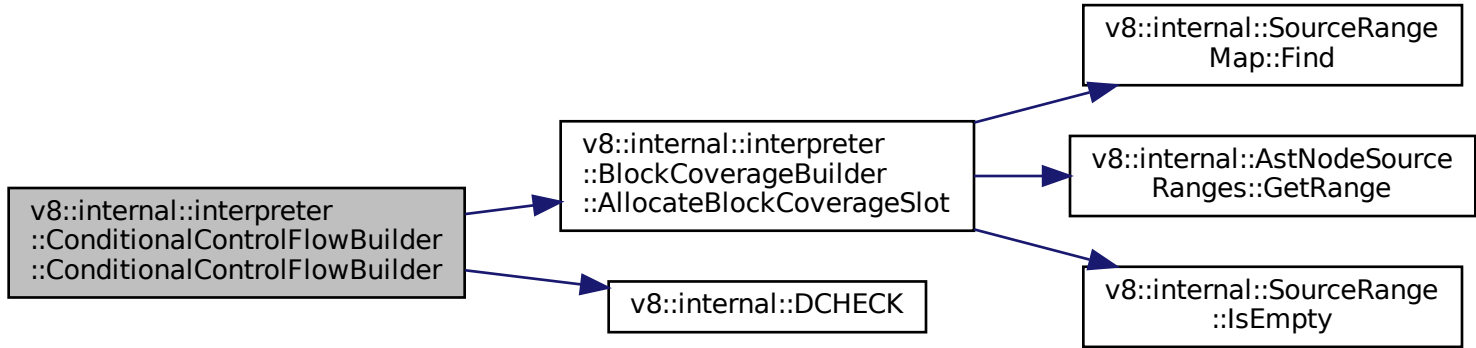 v8::internal::interpreter
::ConditionalControlFlowBuilder
::ConditionalControlFlowBuilder
v8::internal::interpreter
::BlockCoverageBuilder
::AllocateBlockCoverageSlot
v8::internal::DCHECK
v8::internal::SourceRange
Map::Find
v8::internal::AstNodeSource
Ranges::GetRange
v8::internal::SourceRange
::IsEmpty